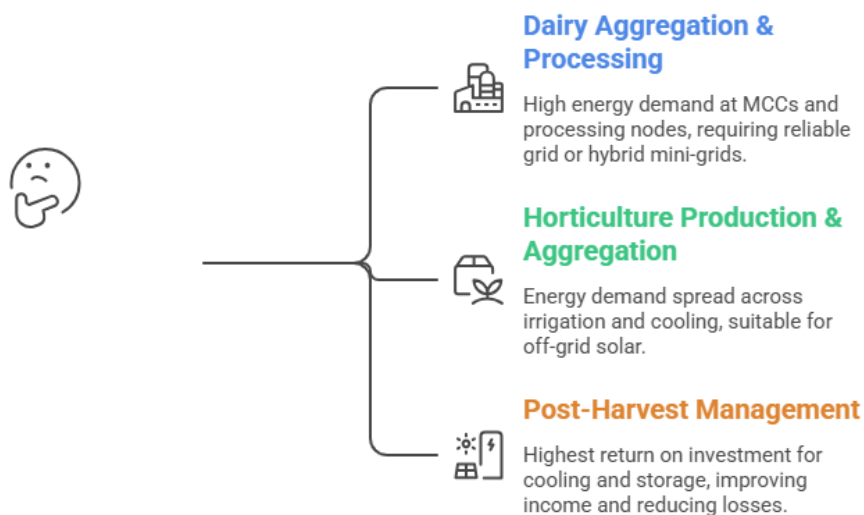 Dairy Aggregation &
Processing
High energy demand at MCCs and
processing nodes, requiring reliable
grid or hybrid mini-grids.
Horticulture Production &
Aggregation
Energy demand spread across
irrigation and cooling, suitable for
off-grid solar.
Post-Harvest Management
Highest return on investment for
cooling and storage, improving
income and reducing losses.